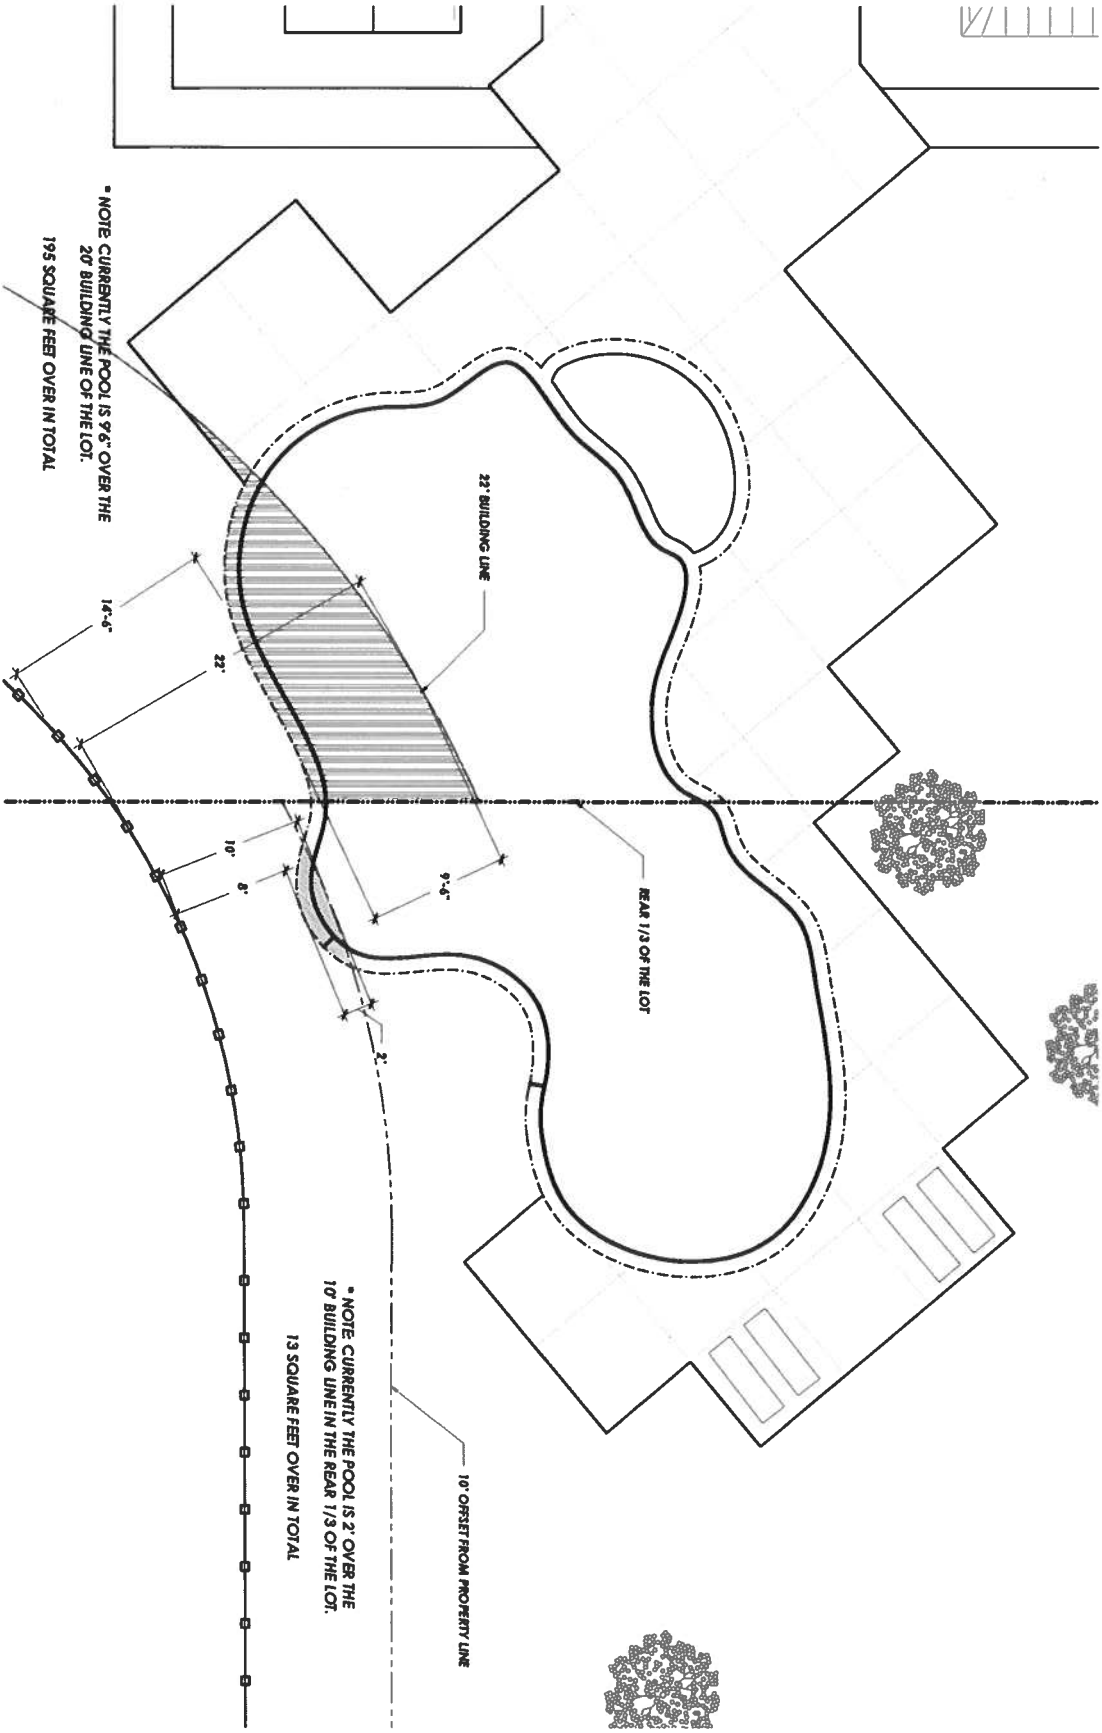 * NOTE: CURRENTLY THE POOL IS 9'6" OVER THE
20' BUILDING LINE OF THE LOT.
195 SQUARE FEET OVER IN TOTAL
22' BUILDING LINE
14'-6"
22'
10'
8'
9'-6"
REAR 1/3 OF THE LOT
2'
* NOTE: CURRENTLY THE POOL IS 2' OVER THE
10' BUILDING LINE IN THE REAR 1/3 OF THE LOT.
13 SQUARE FEET OVER IN TOTAL
10' OFFSET FROM PROPERTY LINE